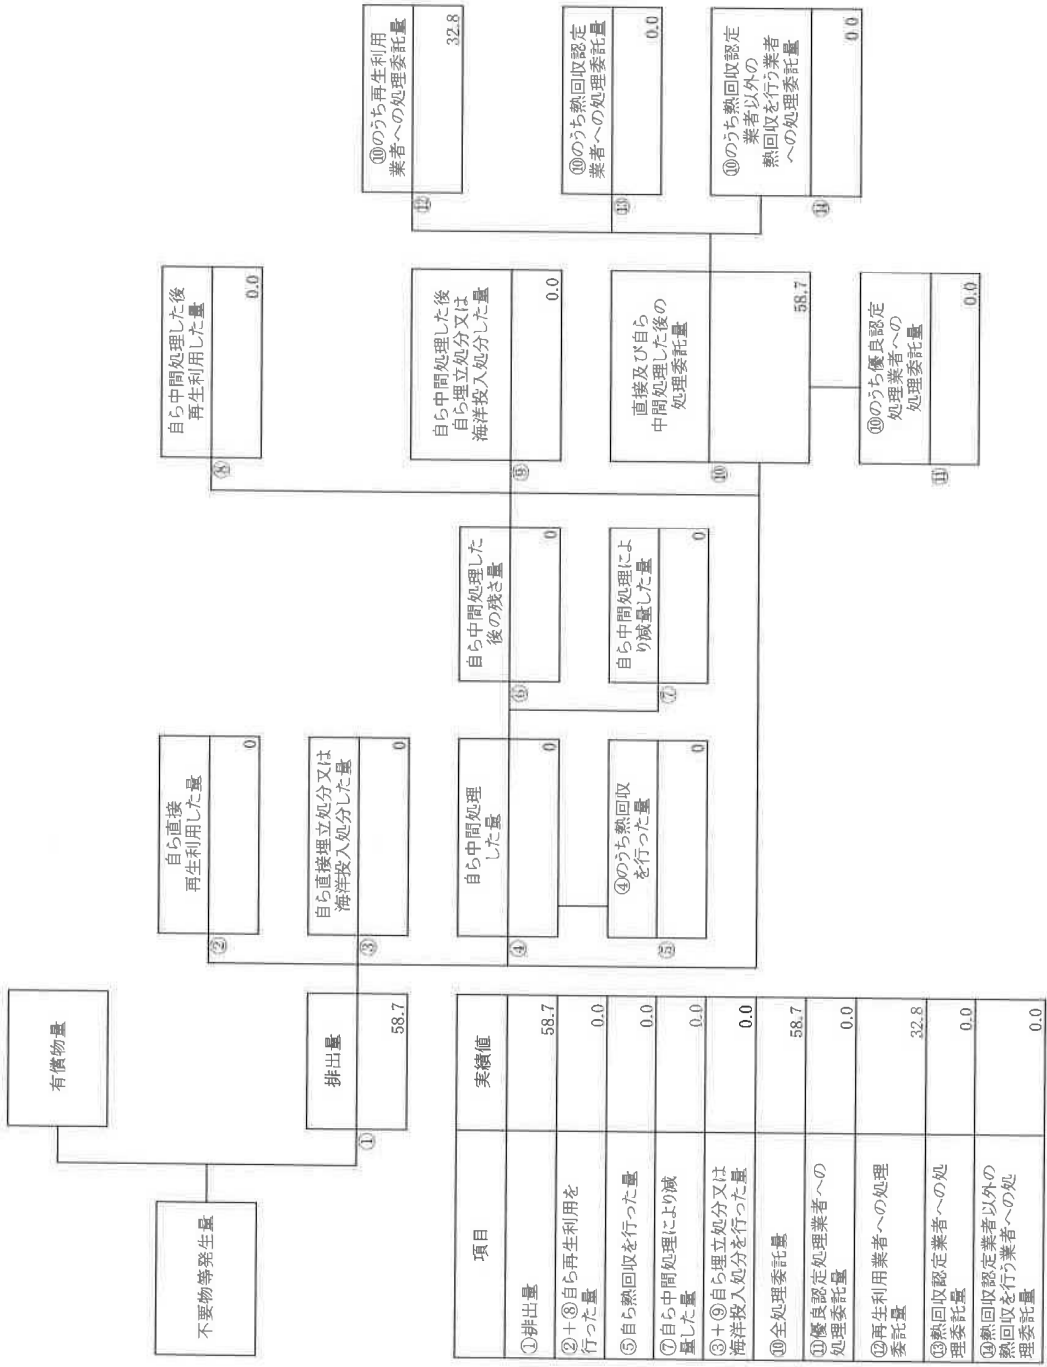 不要物等発生量
有償物量
①
排出量
58.7
②
自ら直接
再生利用した量
0
③
自ら直接埋立処分又は
海洋投入処分した量
0
④
自ら中間処理
した量
0
⑤
④のうち熱回収
を行った量
0
⑥
自ら中間処理した
後の残さ量
0
⑦
自ら中間処理によ
り減量した量
0
⑧
自ら中間処理した後
再生利用した量
0.0
⑨
自ら中間処理した後
自ら埋立処分又は
海洋投入処分した量
0.0
⑩
直接及び自ら
中間処理した後の
処理委託量
58.7
⑪
⑩のうち優良認定
処理業者への
処理委託量
0.0
⑫
⑩のうち再生利用
業者への処理委託量
32.8
⑬
⑩のうち熱回収認定
業者への処理委託量
0.0
⑭
⑩のうち熱回収認定
業者以外の
熱回収を行う業者
への処理委託量
0.0
項目 実績値
①排出量 58.7
②+⑧自ら再生利用を
行った量 0.0
⑤自ら熱回収を行った量 0.0
⑦自ら中間処理により減
量した量 0.0
③+⑨自ら埋立処分又は
海洋投入処分を行った量 0.0
⑩全処理委託量 58.7
⑪優良認定処理業者への
処理委託量 0.0
⑫再生利用業者への処理
委託量 32.8
⑬熱回収認定業者への処
理委託量 0.0
⑭熱回収認定業者以外の
熱回収を行う業者への処
理委託量 0.0